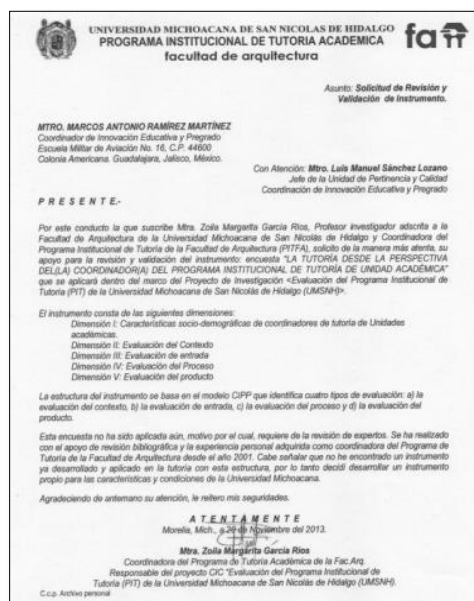 UNIVERSIDAD MICHOACANA DE SAN NICOLAS DE HIDALGO
PROGRAMA INSTITUCIONAL DE TUTORIA ACADEMICA
facultad de arquitectura
fa
Asunto: Solicitud de Revisión y
Validación de Instrumento.
MTRO. MARCOS ANTONIO RAMÍREZ MARTÍNEZ
Coordinador de Innovación Educativa y Pregrado
Escuela Militar de Aviación No. 16, C.P. 44600
Colonia Americana. Guadalajara, Jalisco, México.
Con Atención: Mtro. Luis Manuel Sánchez Lozano
Jefe de la Unidad de Pertinencia y Calidad
Coordinación de Innovación Educativa y Pregrado
P R E S E N T E.-
Por este conducto la que suscribe Mtra. Zoila Margarita García Ríos, Profesor investigador adscrita a la
Facultad de Arquitectura de la Universidad Michoacana de San Nicolás de Hidalgo y Coordinadora del
Programa Institucional de Tutoría de la Facultad de Arquitectura (PITFA), solicito de la manera más atenta, su
apoyo para la revisión y validación del instrumento: encuesta "LA TUTORÍA DESDE LA PERSPECTIVA
DEL(LA) COORDINADOR(A) DEL PROGRAMA INSTITUCIONAL DE TUTORÍA DE UNIDAD ACADÉMICA"
que se aplicará dentro del marco del Proyecto de Investigación <Evaluación del Programa Institucional de
Tutoría (PIT) de la Universidad Michoacana de San Nicolás de Hidalgo (UMSNH)>.
El instrumento consta de las siguientes dimensiones:
Dimensión I: Características socio-demográficas de coordinadores de tutoría de Unidades
académicas.
Dimensión II: Evaluación del Contexto
Dimensión III: Evaluación de entrada
Dimensión IV: Evaluación del Proceso
Dimensión V: Evaluación del producto
La estructura del instrumento se basa en el modelo CIPP que identifica cuatro tipos de evaluación: a) la
evaluación del contexto, b) la evaluación de entrada, c) la evaluación del proceso y d) la evaluación del
producto.
Esta encuesta no ha sido aplicada aún, motivo por el cual, requiere de la revisión de expertos. Se ha realizado
con el apoyo de revisión bibliográfica y la experiencia personal adquirida como coordinadora del Programa de
Tutoría de la Facultad de Arquitectura desde el año 2001. Cabe señalar que no he encontrado un instrumento
ya desarrollado y aplicado en la tutoría con esta estructura, por lo tanto decidí desarrollar un instrumento
propio para las características y condiciones de la Universidad Michoacana.
Agradeciendo de antemano su atención, le reitero mis seguridades.
A T E N T A M E N T E
Morelia, Mich., a 29 de Noviembre del 2013.
Mtra. Zoila Margarita García Ríos
Coordinadora del Programa de Tutoría Académica de la Fac.Arq.
Responsable del proyecto CIC "Evaluación del Programa Institucional de
Tutoría (PIT) de la Universidad Michoacana de San Nicolás de Hidalgo (UMSNH).
C.c.p. Archivo personal